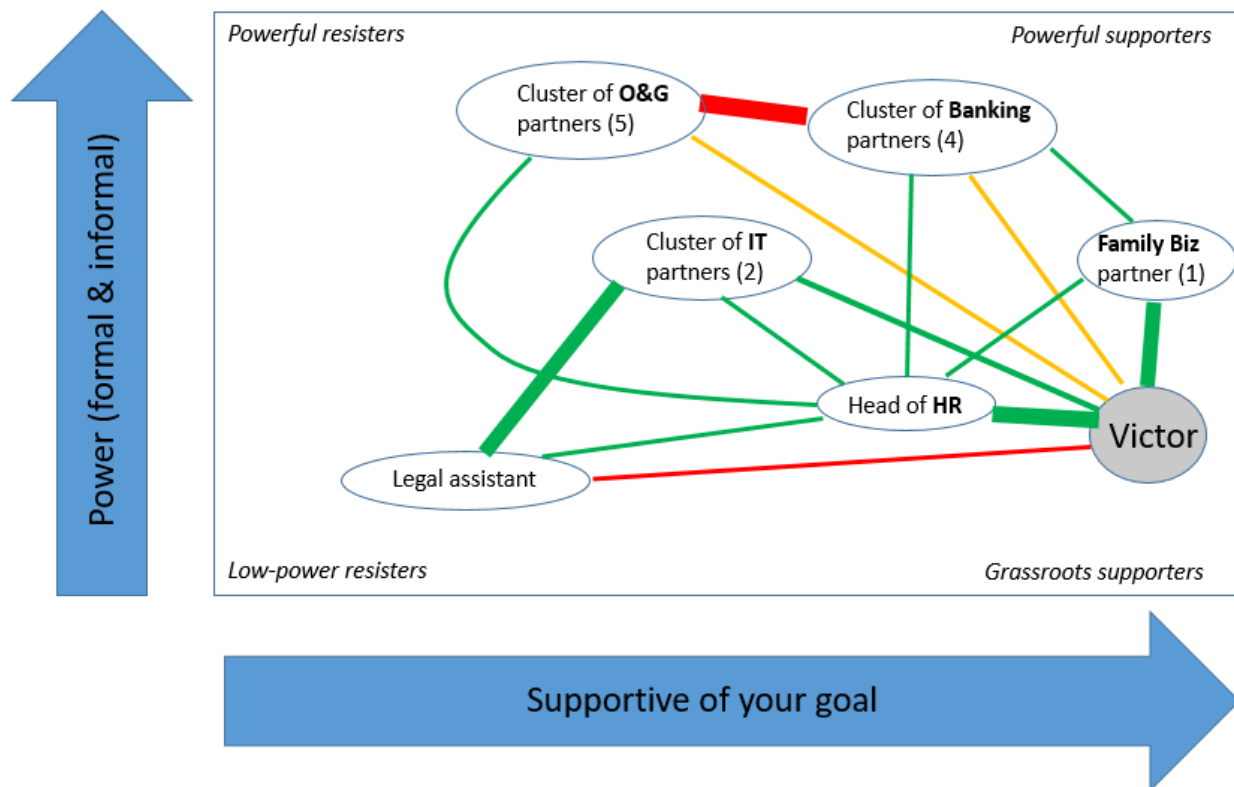 Powerful resisters
Powerful supporters
Cluster of O&G
partners (5)
Cluster of Banking
partners (4)
Cluster of IT
partners (2)
Family Biz
partner (1)
Head of HR
Victor
Legal assistant
Low-power resisters
Grassroots supporters
Power (formal & informal)
Supportive of your goal